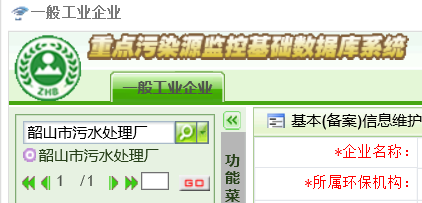 一般工业企业
重点污染源监控基础数据库系统
ZHB
一般工业企业
韶山市污水处理厂
韶山市污水处理厂
1 /1 GO
功能菜
基本(备案)信息维护
*企业名称：
*所属环保机构：